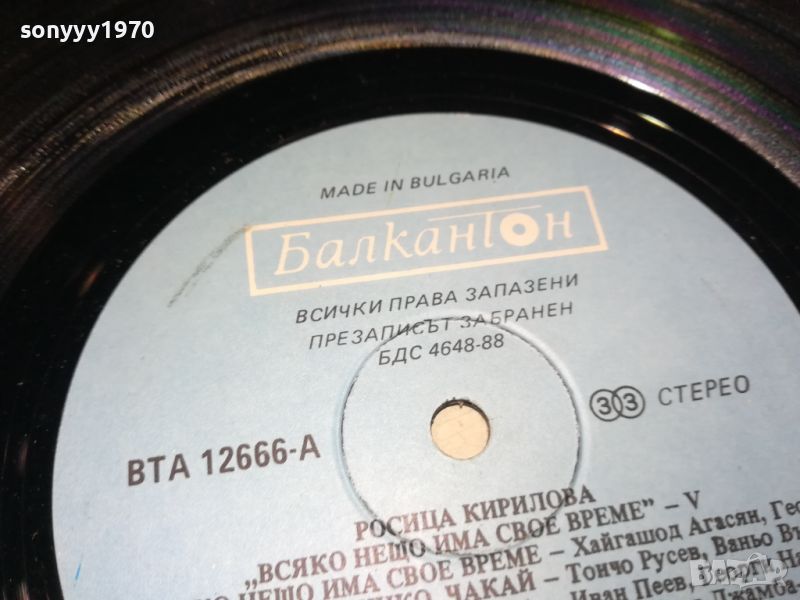 sonyyy1970
MADE IN BULGARIA
Балкантон
ВСИЧКИ ПРАВА ЗАПАЗЕНИ
ПРЕЗАПИСЪТ ЗАБРАНЕН
БДС 4648-88
33 СТЕРЕО
ВТА 12666-А
РОСИЦА КИРИЛОВА
„ВСЯКО НЕЩО ИМА СВОЕ ВРЕМЕ” – V
НЕЩО ИМА СВОЕ ВРЕМЕ – Хайгашод Агасян,
ЧАКАЙ – Тончо Русев, Ваньо
Иван Пеев, Георги